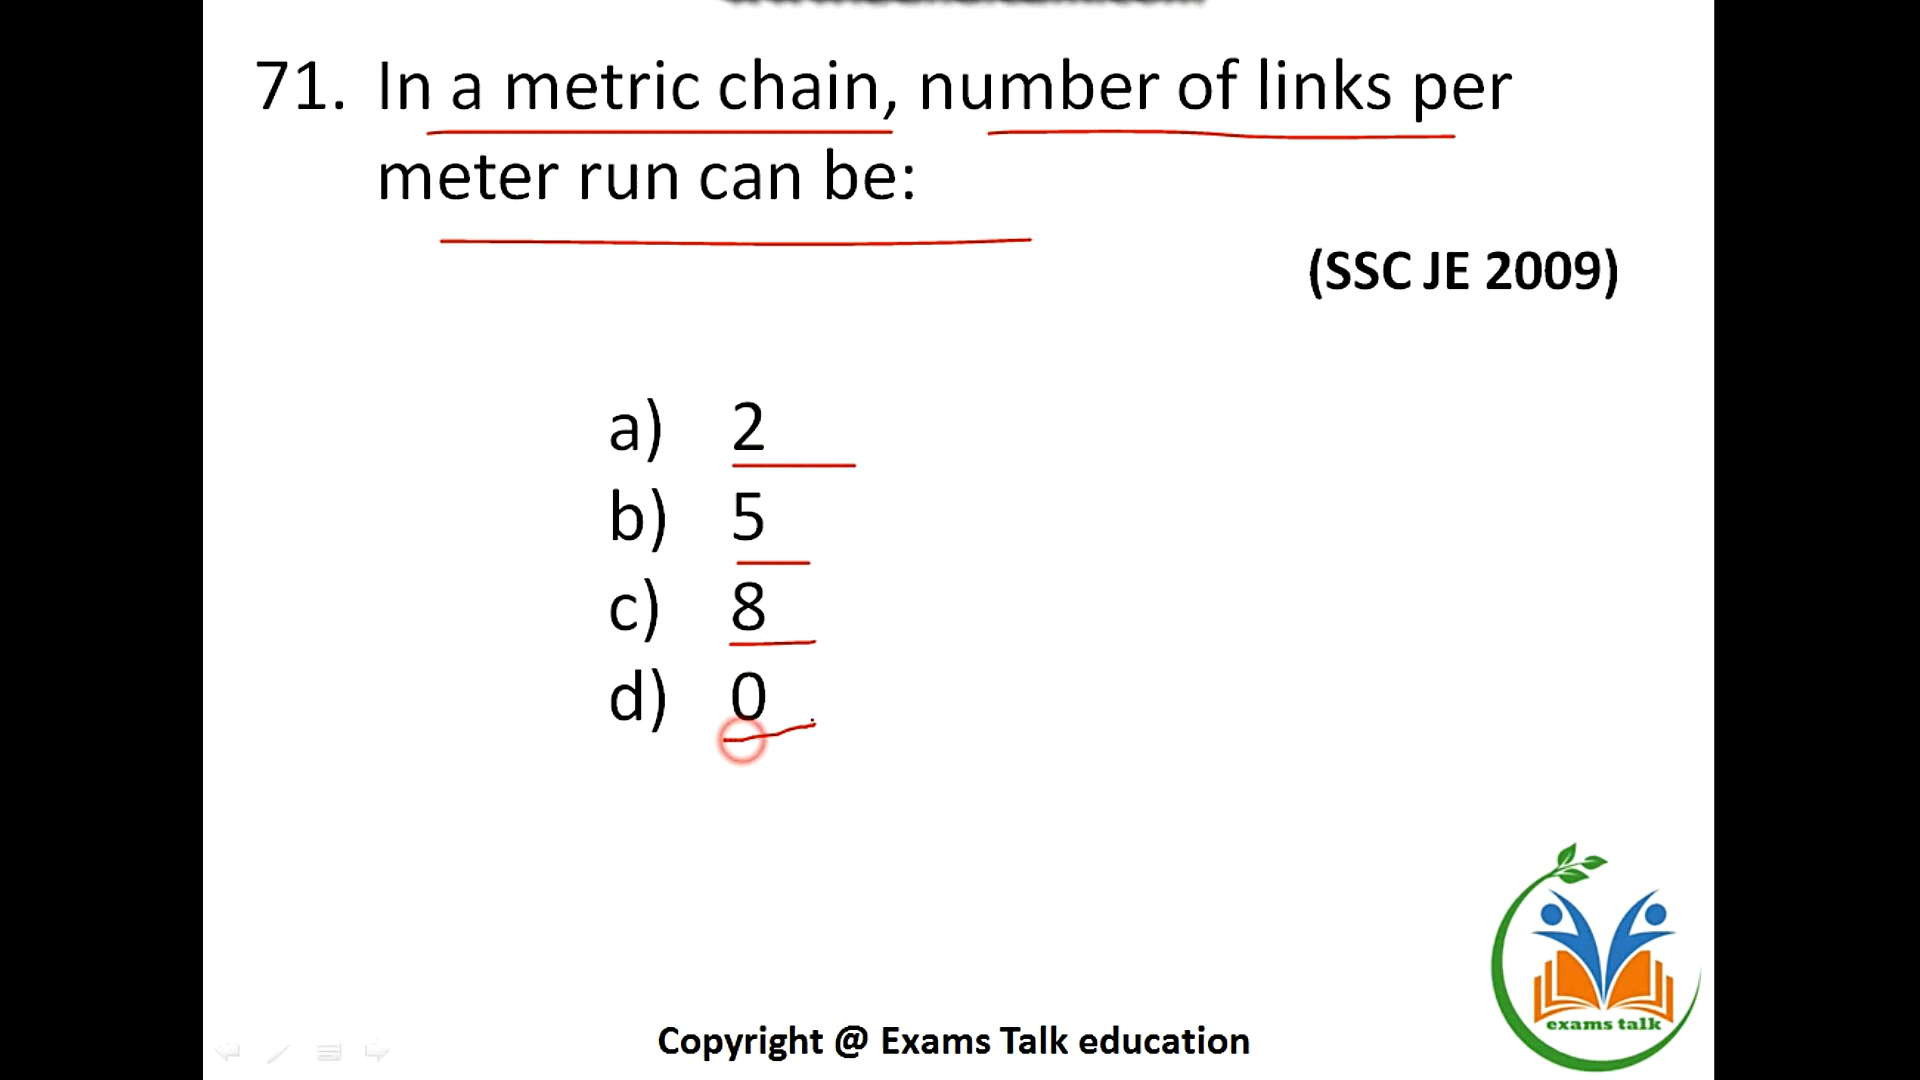 71. In a metric chain, number of links per
meter run can be:
(SSC JE 2009)
a) 2
b) 5
c) 8
d) 0
exams talk
Copyright @ Exams Talk education